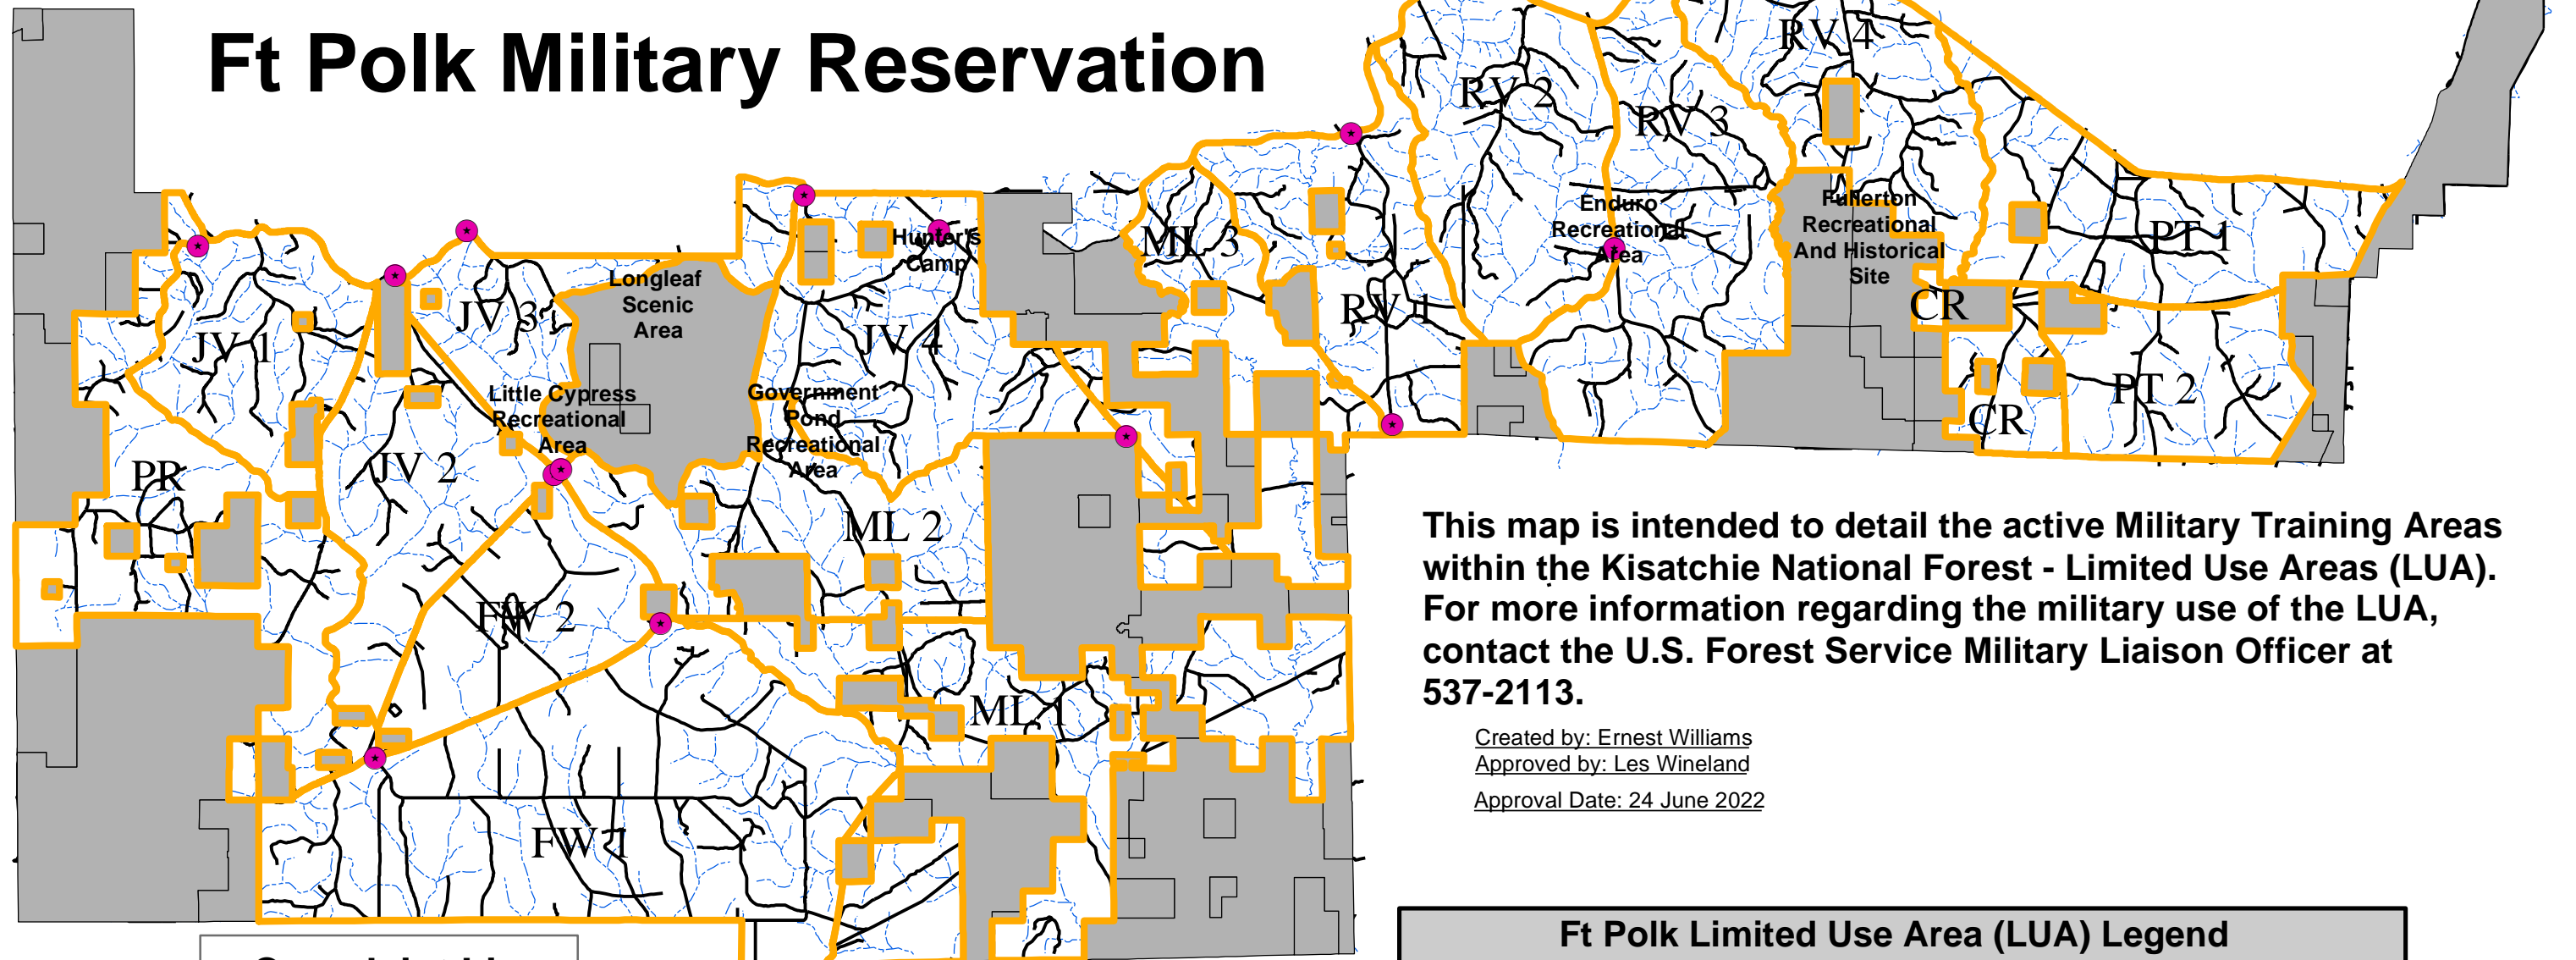 Ft Polk Military Reservation
RV 4
RV 2
RV 3
Enduro
Recreational
Area
Fullerton
Recreational
And Historical
Site
PT 1
Hunter's
Camp
ML 3
Longleaf
Scenic
Area
JV 3
JV 1
JV 4
RV 1
CR
PT 2
CR
Little Cypress
Recreational
Area
Government
Pond
Recreational
Area
PR
JV 2
ML 2
FW 2
ML 1
FW 1
This map is intended to detail the active Military Training Areas
within the Kisatchie National Forest - Limited Use Areas (LUA).
For more information regarding the military use of the LUA,
contact the U.S. Forest Service Military Liaison Officer at
537-2113.
Created by: Ernest Williams
Approved by: Les Wineland
Approval Date: 24 June 2022
Ft Polk Limited Use Area (LUA) Legend